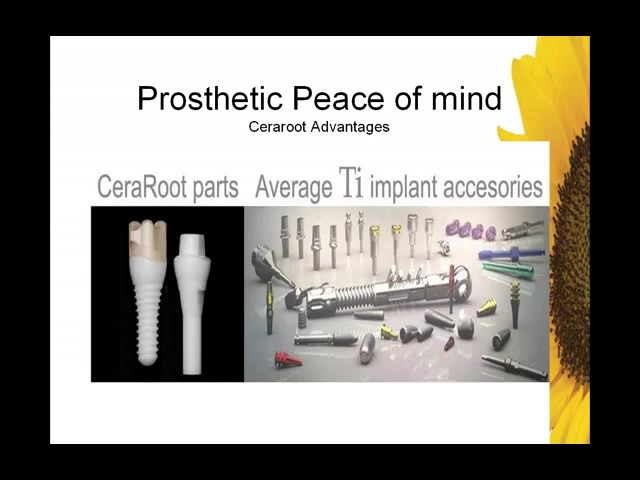 Prosthetic Peace of mind
Ceraroot Advantages
CeraRoot parts Average Ti implant accesories